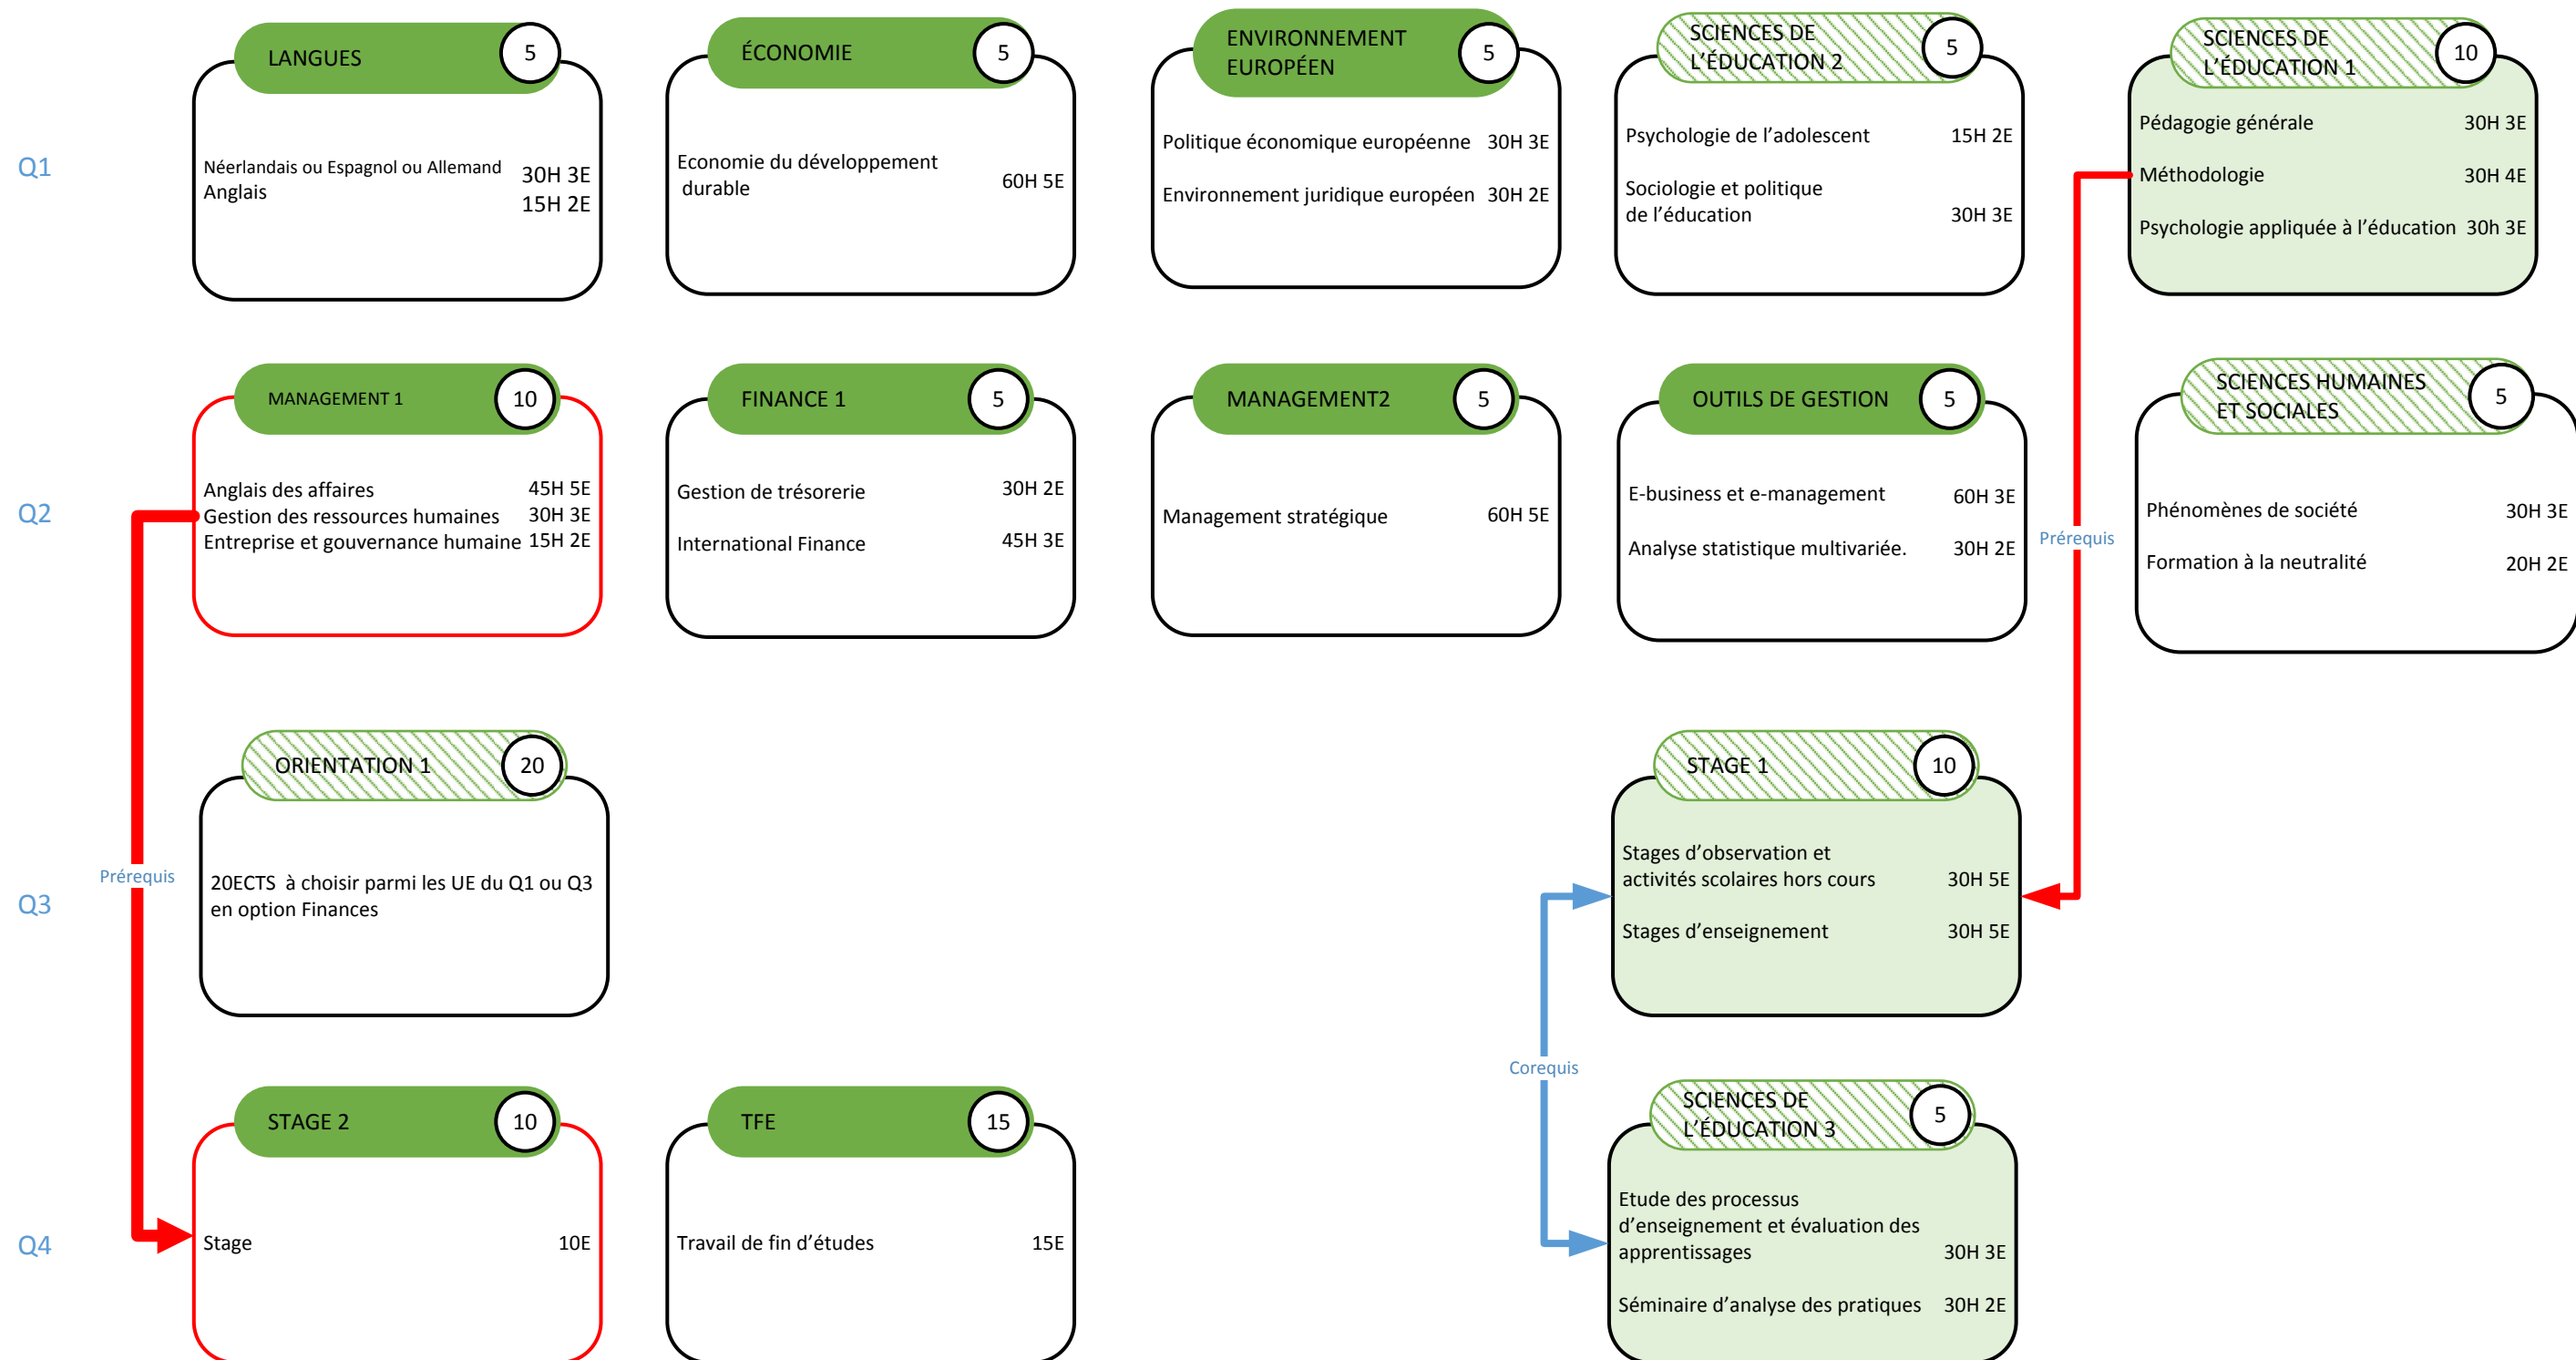 LANGUES
5
Néerlandais ou Espagnol ou Allemand
30H 3E
Anglais
15H 2E
ÉCONOMIE
5
Economie du développement
durable
60H 5E
ENVIRONNEMENT
EUROPÉEN
5
Politique économique européenne 30H 3E
Environnement juridique européen 30H 2E
SCIENCES DE
L'ÉDUCATION 2
5
Psychologie de l'adolescent 15H 2E
Sociologie et politique
de l'éducation 30H 3E
SCIENCES DE
L'ÉDUCATION 1
10
Pédagogie générale 30H 3E
Méthodologie 30H 4E
Psychologie appliquée à l'éducation 30h 3E
Q1
MANAGEMENT 1
10
Anglais des affaires 45H 5E
Gestion des ressources humaines 30H 3E
Entreprise et gouvernance humaine 15H 2E
FINANCE 1
5
Gestion de trésorerie 30H 2E
International Finance 45H 3E
MANAGEMENT2
5
Management stratégique 60H 5E
OUTILS DE GESTION
5
E-business et e-management 60H 3E
Analyse statistique multivariée. 30H 2E
Prérequis
SCIENCES HUMAINES
ET SOCIALES
5
Phénomènes de société 30H 3E
Formation à la neutralité 20H 2E
Q2
ORIENTATION 1
20
20ECTS à choisir parmi les UE du Q1 ou Q3
en option Finances
Prérequis
STAGE 1
10
Stages d'observation et
activités scolaires hors cours 30H 5E
Stages d'enseignement 30H 5E
Q3
Corequis
STAGE 2
10
Stage 10E
TFE
15
Travail de fin d'études 15E
SCIENCES DE
L'ÉDUCATION 3
5
Etude des processus
d'enseignement et évaluation des
apprentissages 30H 3E
Séminaire d'analyse des pratiques 30H 2E
Q4